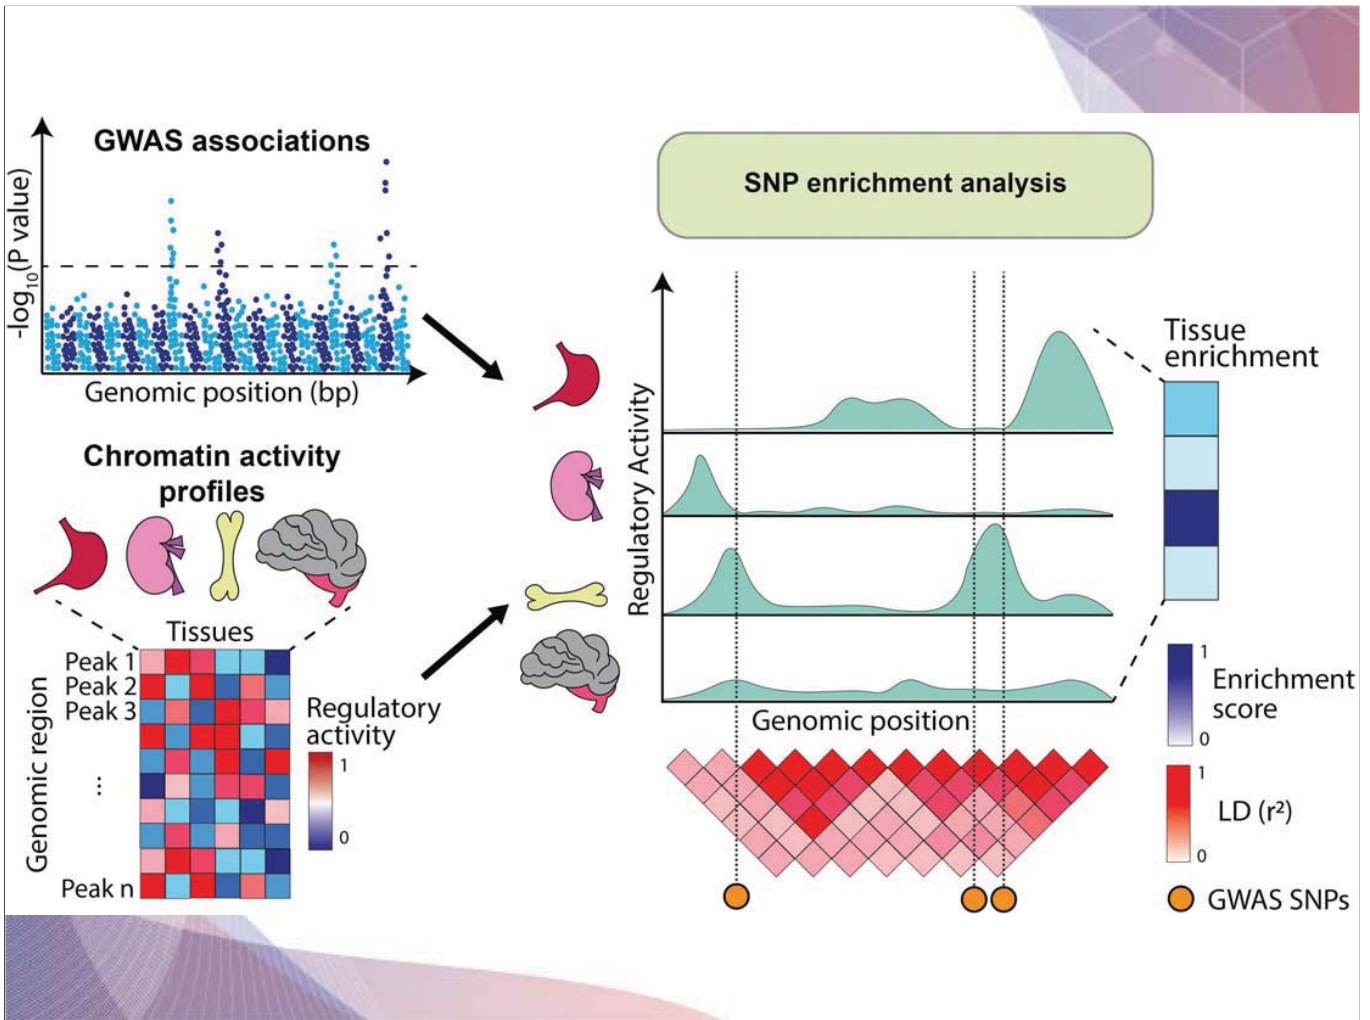 GWAS associations
-log10(P value)
Genomic position (bp)
Chromatin activity
profiles
Tissues
Peak 1
Peak 2
Peak 3
...
Peak n
Genomic region
Regulatory
activity
1
0
SNP enrichment analysis
Regulatory Activity
Genomic position
Tissue
enrichment
1
0
Enrichment
score
1
0
LD (r²)
GWAS SNPs